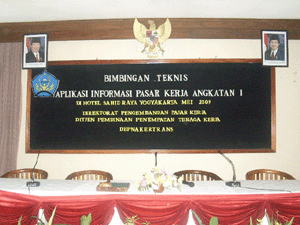 BIMBINGAN TEKNIS
APLIKASI INFORMASI PASAR KERJA ANGKATAN I
DI HOTEL SAHID RAYA YOGYAKARTA MEI 2009
DIREKTORAT PENGEMBANGAN PASAR KERJA
DITJEN PEMBINAAN PENEMPATAN TENAGA KERJA
DEPNAKERTRANS